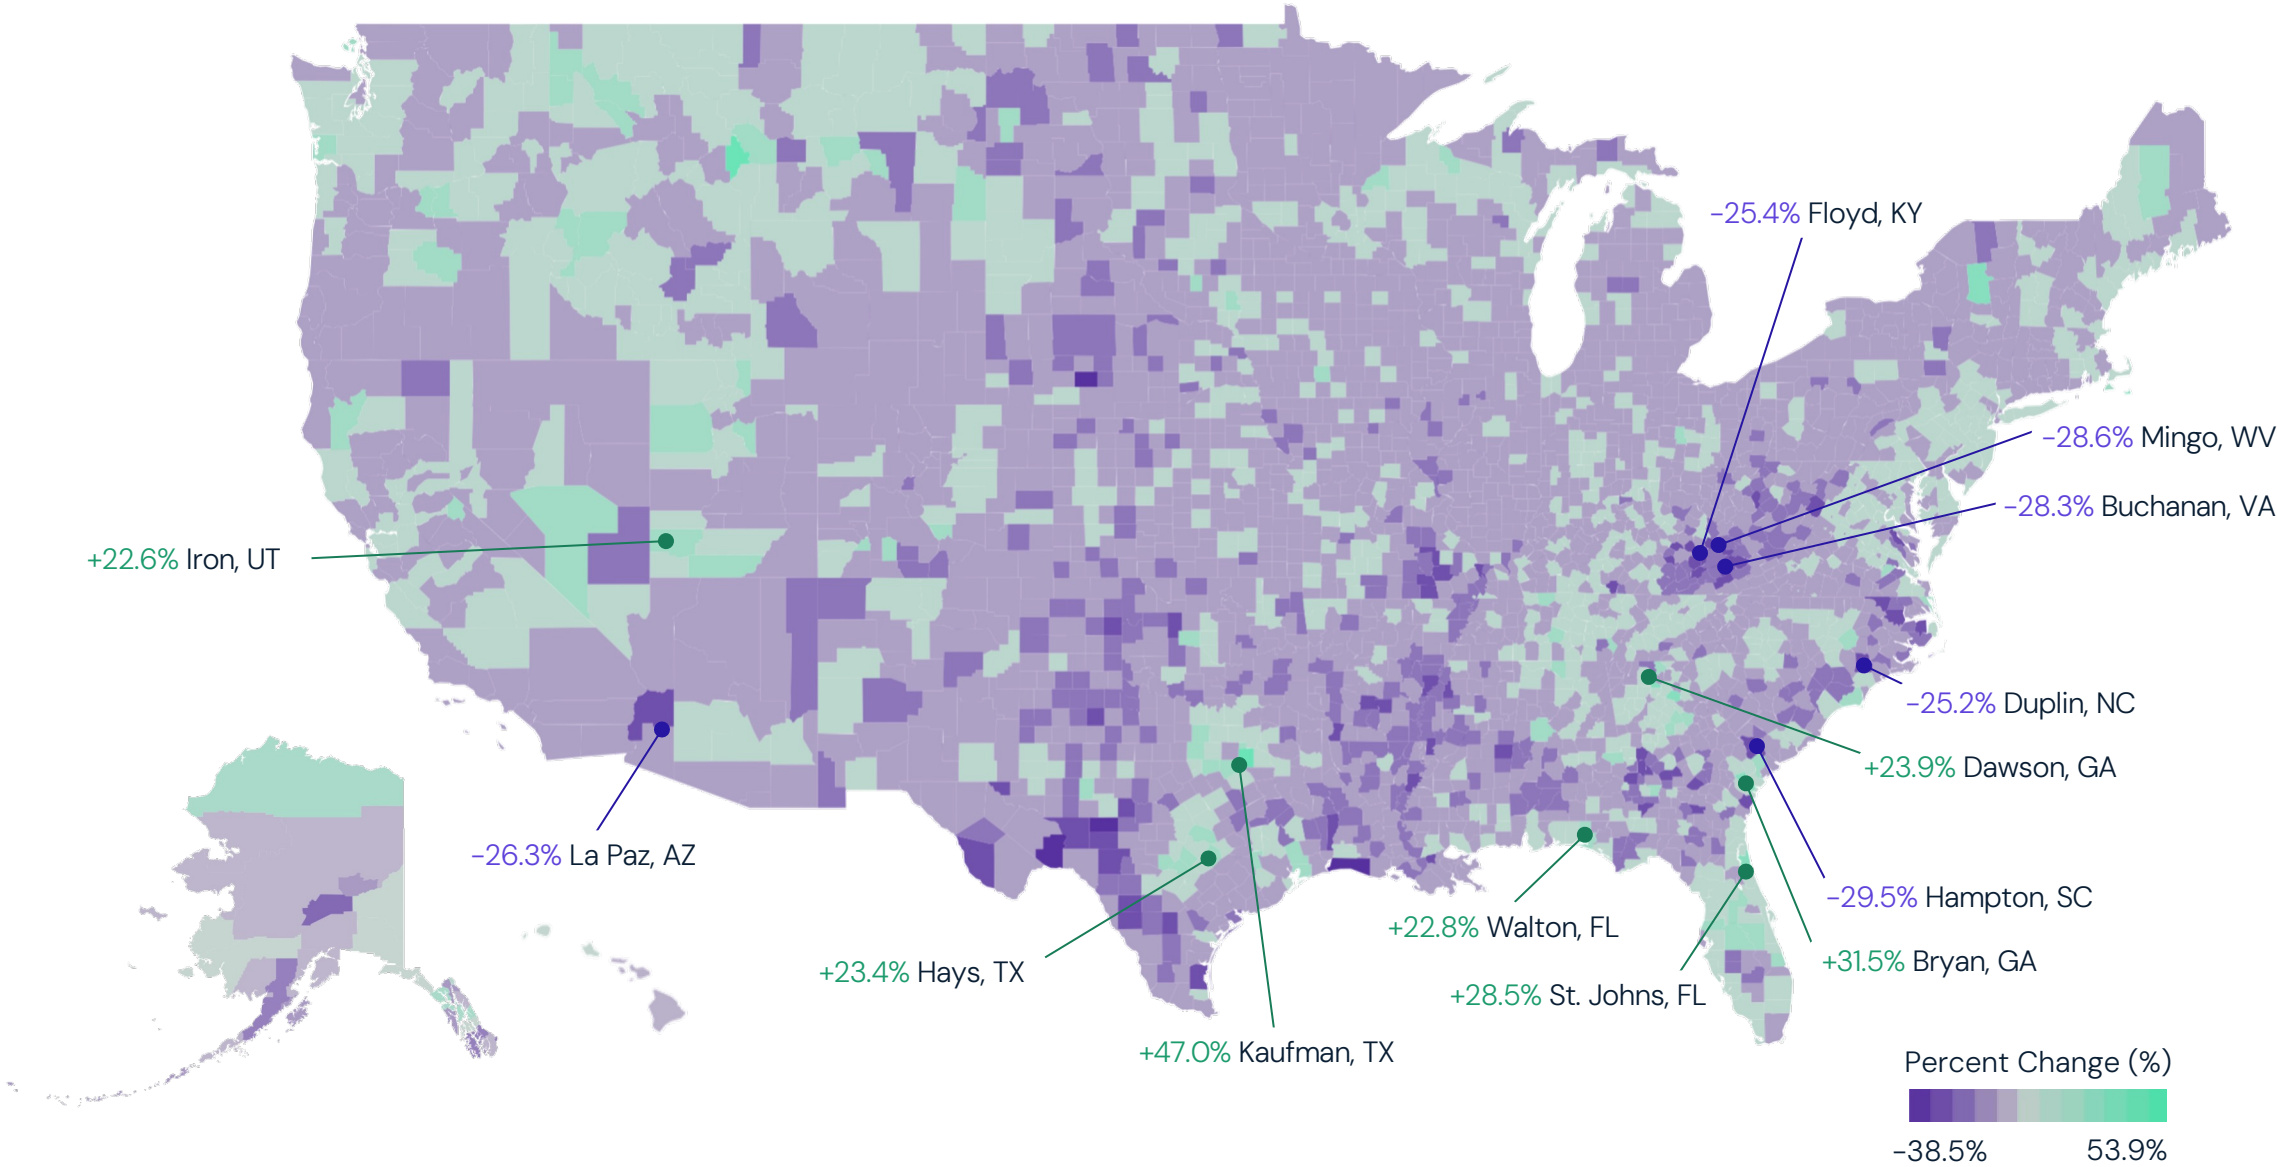 -25.4% Floyd, KY
-28.6% Mingo, WV
-28.3% Buchanan, VA
+22.6% Iron, UT
-25.2% Duplin, NC
+23.9% Dawson, GA
-26.3% La Paz, AZ
-29.5% Hampton, SC
+22.8% Walton, FL
+31.5% Bryan, GA
+23.4% Hays, TX
+28.5% St. Johns, FL
+47.0% Kaufman, TX
Percent Change (%)
-38.5% 53.9%